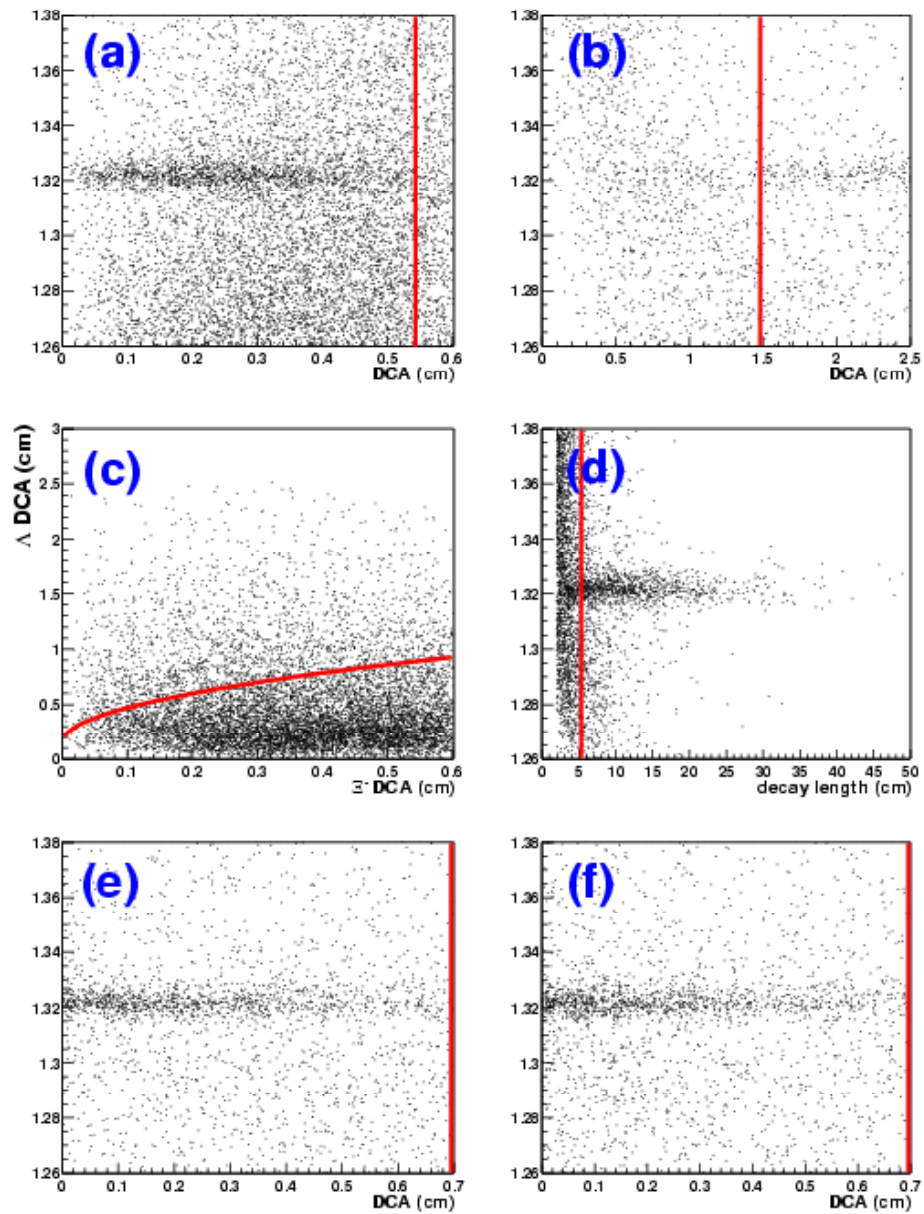 1.38
1.36
1.34
1.32
1.3
1.28
1.26
(a)
0 0.1 0.2 0.3 0.4 0.5 0.6
DCA (cm)
1.38
1.36
1.34
1.32
1.3
1.28
1.26
(b)
0 0.5 1 1.5 2 2.5
DCA (cm)
Λ DCA (cm)
3
2.5
2
1.5
1
0.5
0
(c)
0 0.1 0.2 0.3 0.4 0.5 0.6
Ξ⁻ DCA (cm)
1.38
1.36
1.34
1.32
1.3
1.28
1.26
(d)
0 5 10 15 20 25 30 35 40 45 50
decay length (cm)
1.38
1.36
1.34
1.32
1.3
1.28
1.26
(e)
0 0.1 0.2 0.3 0.4 0.5 0.6 0.7
DCA (cm)
1.38
1.36
1.34
1.32
1.3
1.28
1.26
(f)
0 0.1 0.2 0.3 0.4 0.5 0.6 0.7
DCA (cm)